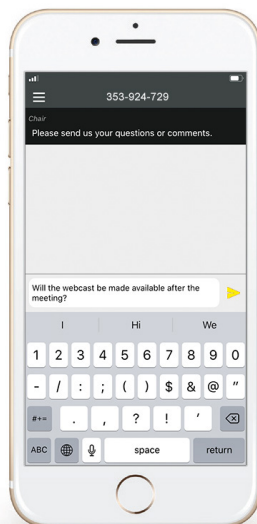 353-924-729
Chair
Please send us your questions or comments.
Will the webcast be made available after the
meeting?
I Hi We
1 2 3 4 5 6 7 8 9 0
- / : ; ( ) $ & @ "
#+= . , ? ! '
ABC space return